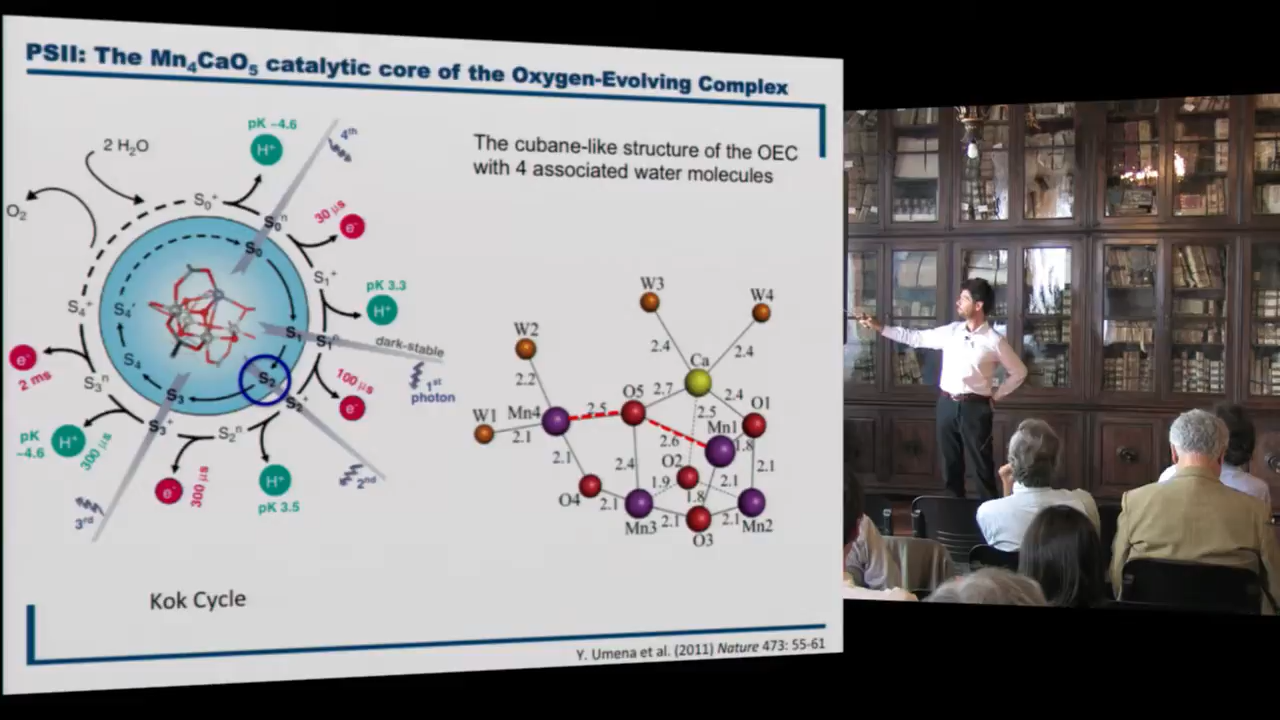 PSII: The Mn₄CaO₅ catalytic core of the Oxygen-Evolving Complex
The cubane-like structure of the OEC
with 4 associated water molecules
2 H₂O
O₂
pK ~4.6
H⁺
4ᵗʰ
S₀⁺
S₀ⁿ
S₀
30 µs
e⁻
S₁⁺
pK 3.3
H⁺
S₁
S₁ⁿ
dark-stable
1ˢᵗ
photon
100 µs
e⁻
S₂
S₂⁺
2ⁿᵈ
H⁺
pK 3.5
S₂ⁿ
300 µs
e⁻
S₃
S₃⁺
3ʳᵈ
300 µs
H⁺
pK
~4.6
S₃ⁿ
S₄
e⁻
2 ms
S₄⁺
S₄'
Kok Cycle
W3
W4
2.4
2.4
W2
Ca
2.2
O5
2.7
2.4
O1
W1
Mn4
2.5
2.5
Mn1
2.1
2.6
1.8
2.1
2.4
O2
2.1
1.9
2.1
O4
2.1
1.8
Mn3
2.1
O3
2.1
Mn2
Y. Umena et al. (2011) Nature 473: 55-61